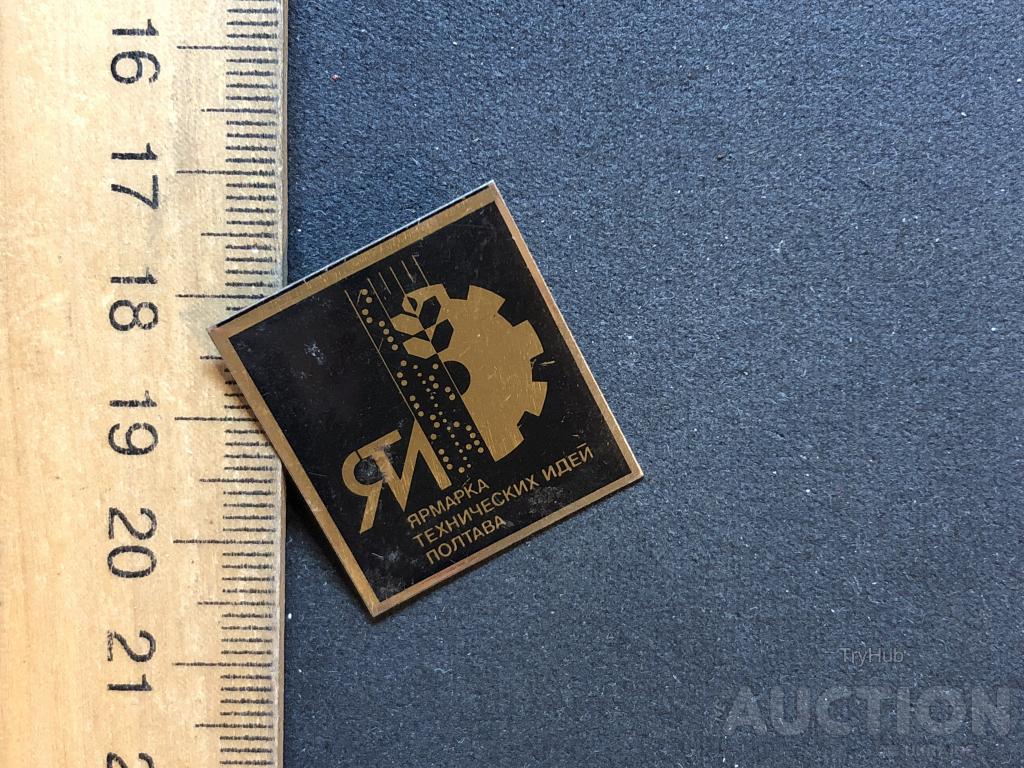 16
17
18
19
20
21
ЯТИ
ЯРМАРКА
ТЕХНИЧЕСКИХ ИДЕЙ
ПОЛТАВА
TryHub
AUCTION